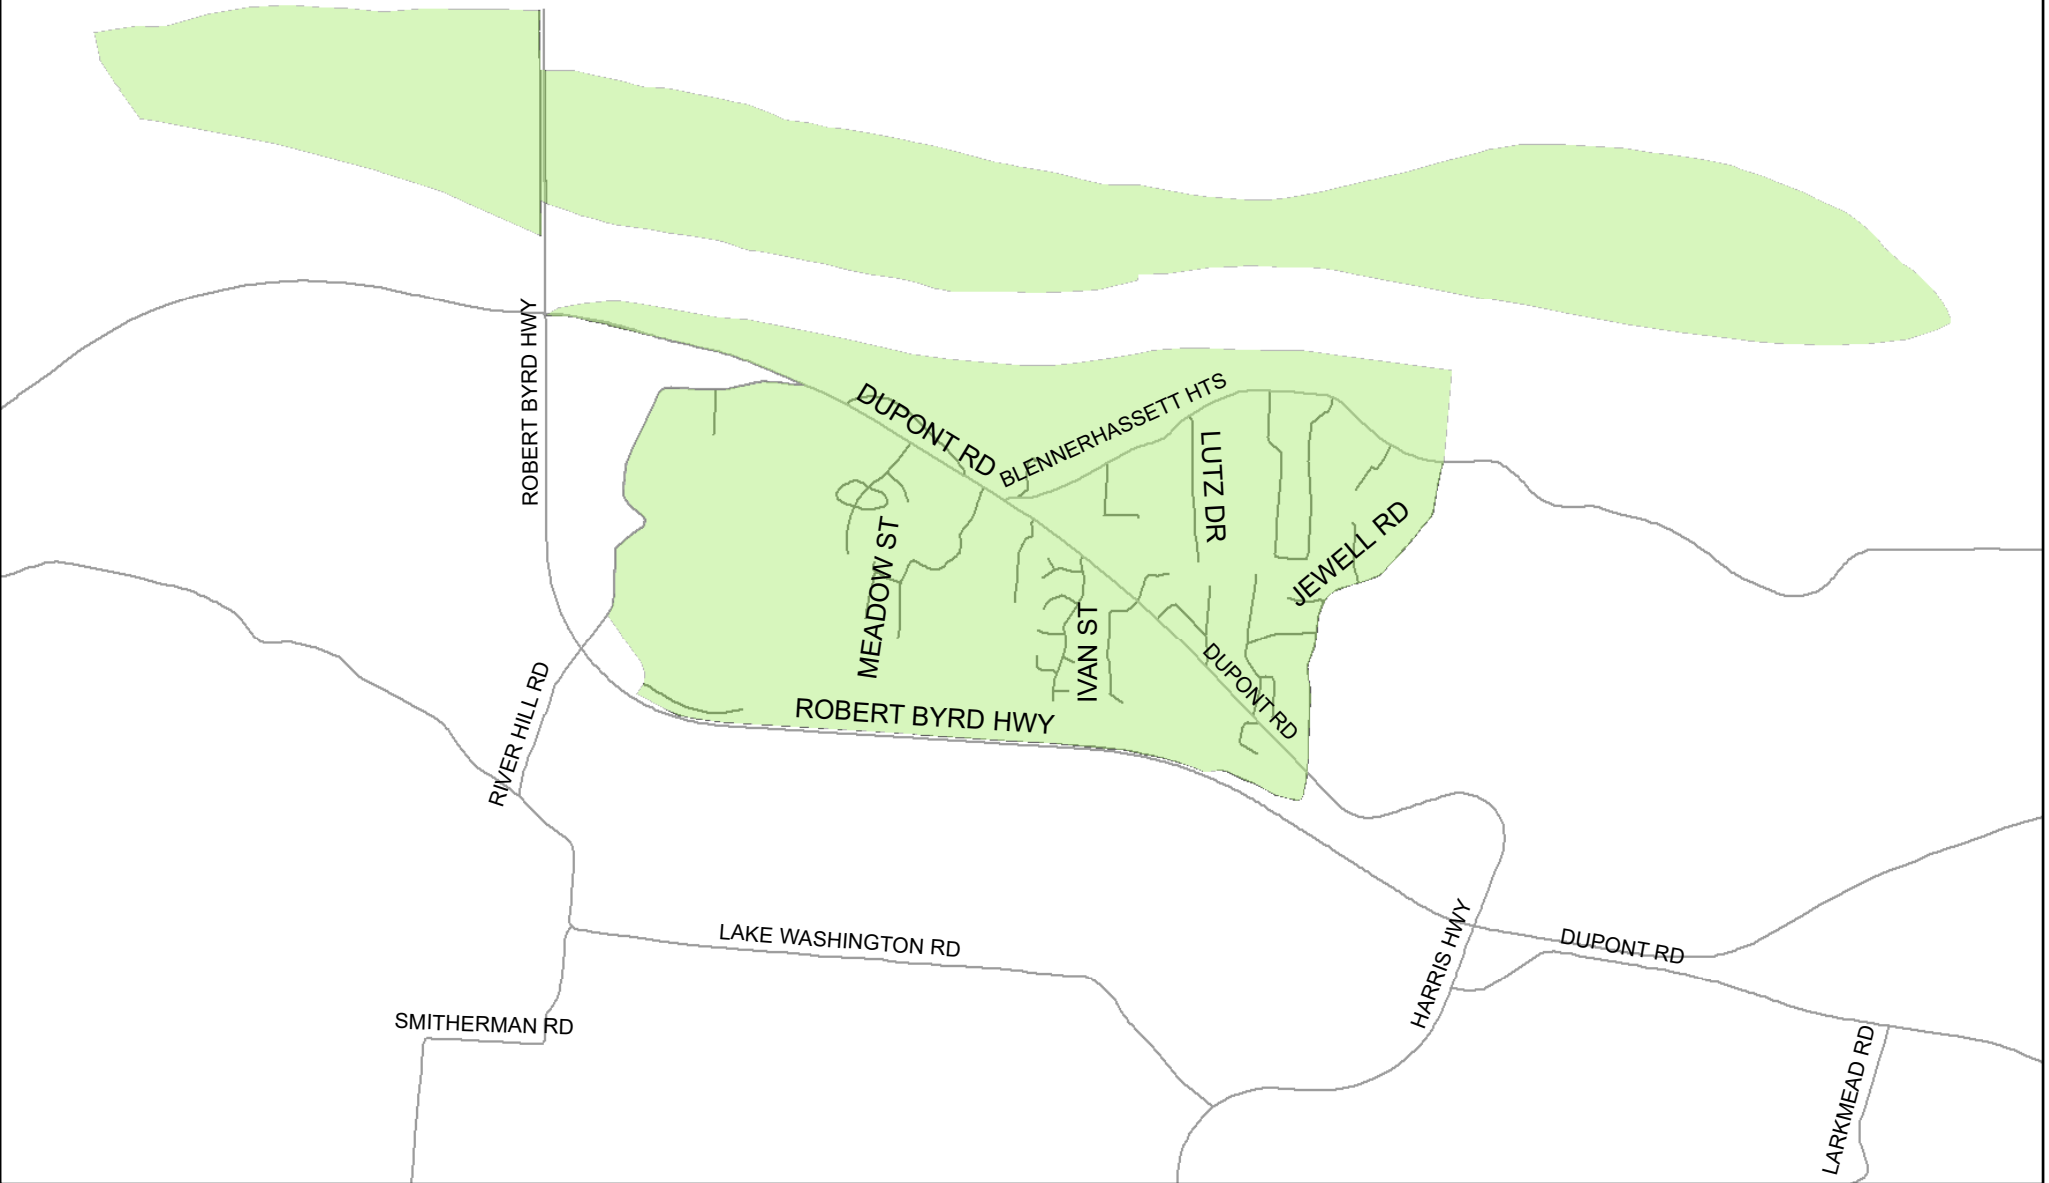 ROBERT BYRD HWY
DUPONT RD
BLENNERHASSETT HTS
LUTZ DR
JEWELL RD
MEADOW ST
IVAN ST
DUPONT RD
ROBERT BYRD HWY
RIVER HILL RD
LAKE WASHINGTON RD
HARRIS HWY
DUPONT RD
SMITHERMAN RD
LARKMEAD RD